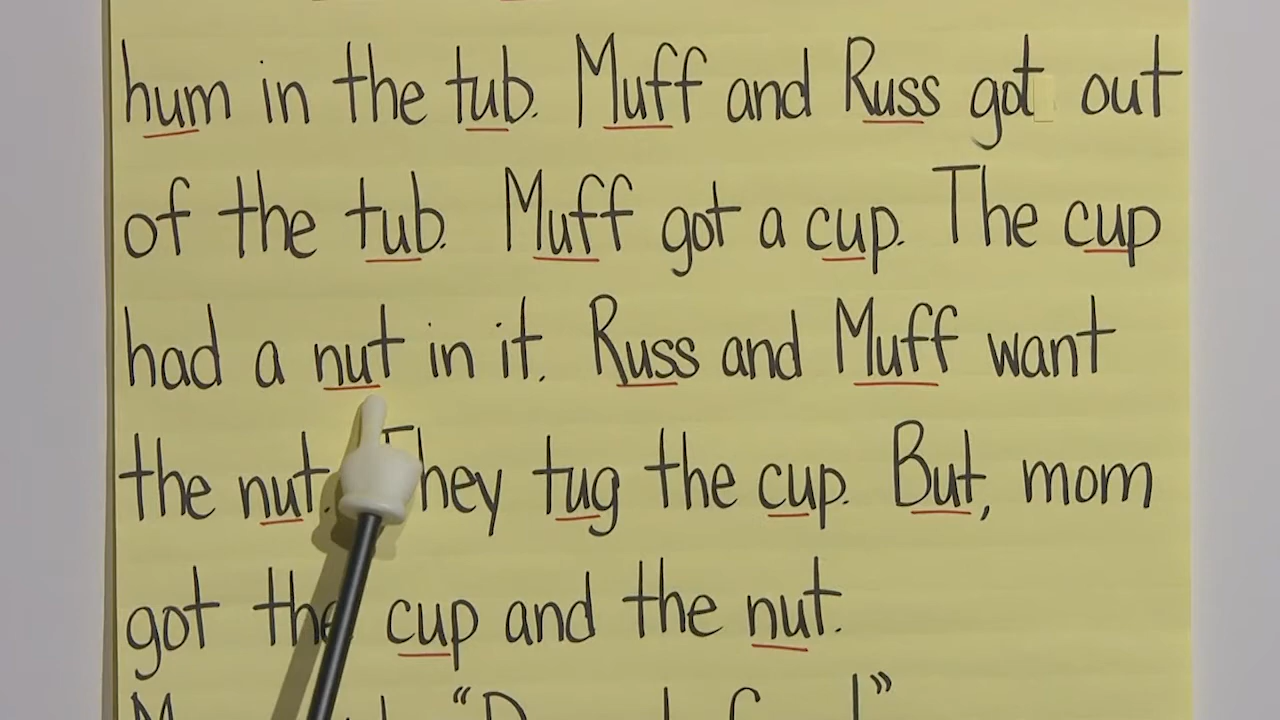 hum in the tub. Muff and Russ got out
of the tub. Muff got a cup. The cup
had a nut in it. Russ and Muff want
the nut. They tug the cup. But, mom
got the cup and the nut.